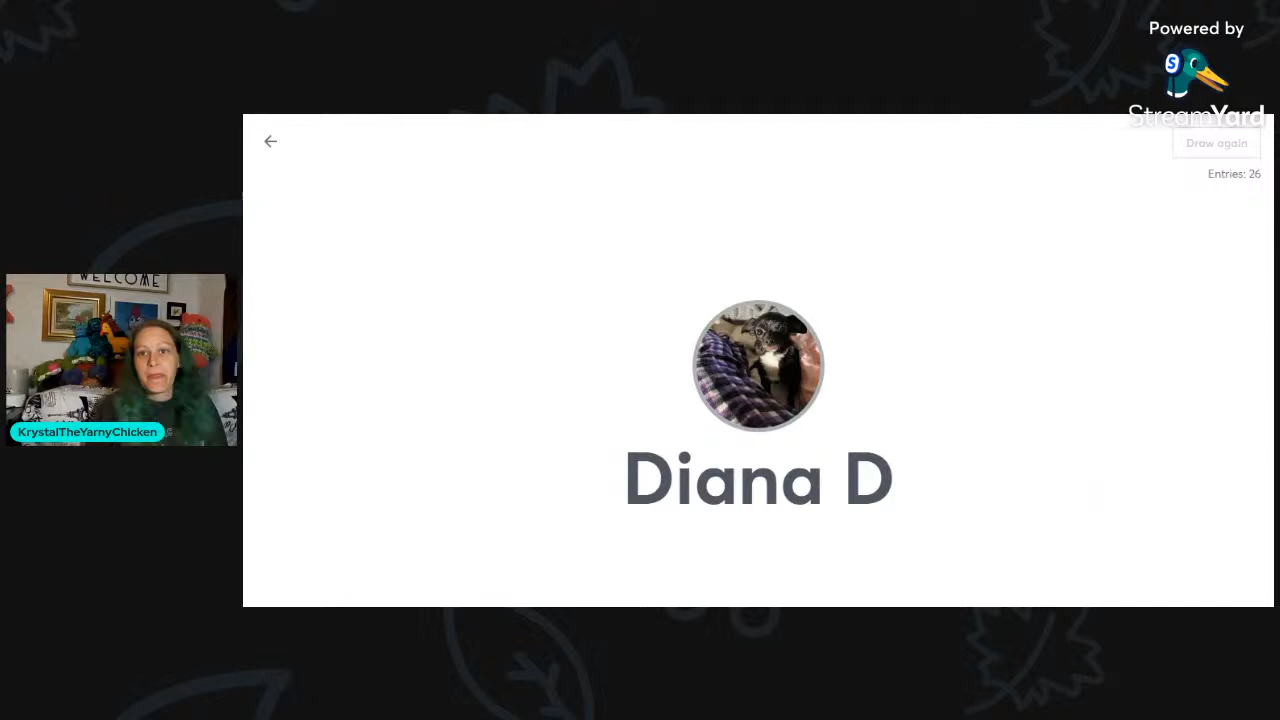 Powered by
S
StreamYard
Draw again
Entries: 26
WELCOME
KrystalTheYarnyChicken
Diana D